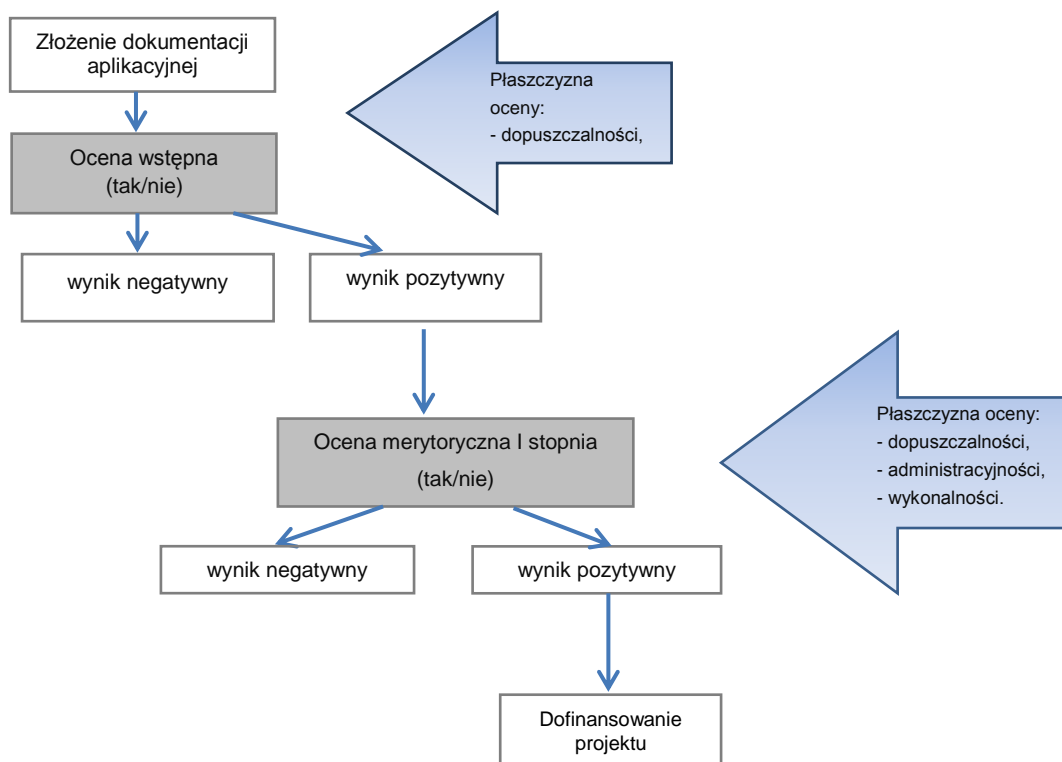 Złożenie dokumentacji
aplikacyjnej
Płaszczyzna
oceny:
- dopuszczalności,
Ocena wstępna
(tak/nie)
wynik negatywny
wynik pozytywny
Płaszczyzna oceny:
- dopuszczalności,
- administracyjności,
- wykonalności.
Ocena merytoryczna I stopnia
(tak/nie)
wynik negatywny
wynik pozytywny
Dofinansowanie
projektu